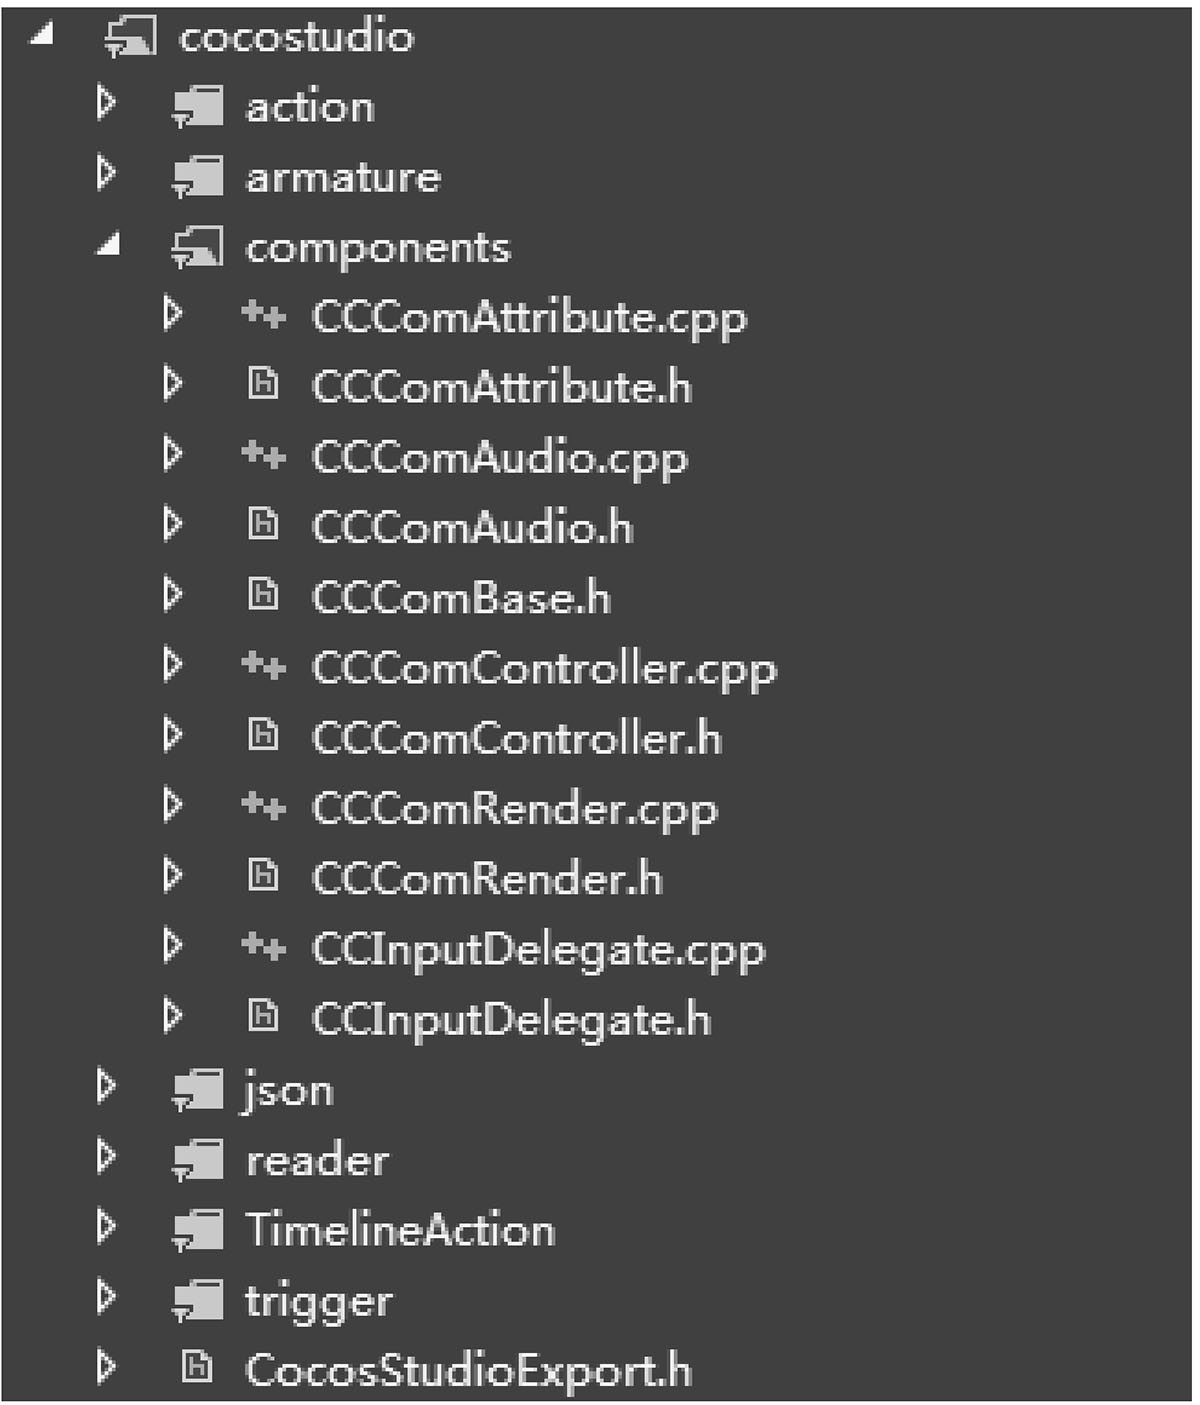 cocostudio
action
armature
components
CCComAttribute.cpp
CCComAttribute.h
CCComAudio.cpp
CCComAudio.h
CCComBase.h
CCComController.cpp
CCComController.h
CCComRender.cpp
CCComRender.h
CCInputDelegate.cpp
CCInputDelegate.h
json
reader
TimelineAction
trigger
CocosStudioExport.h